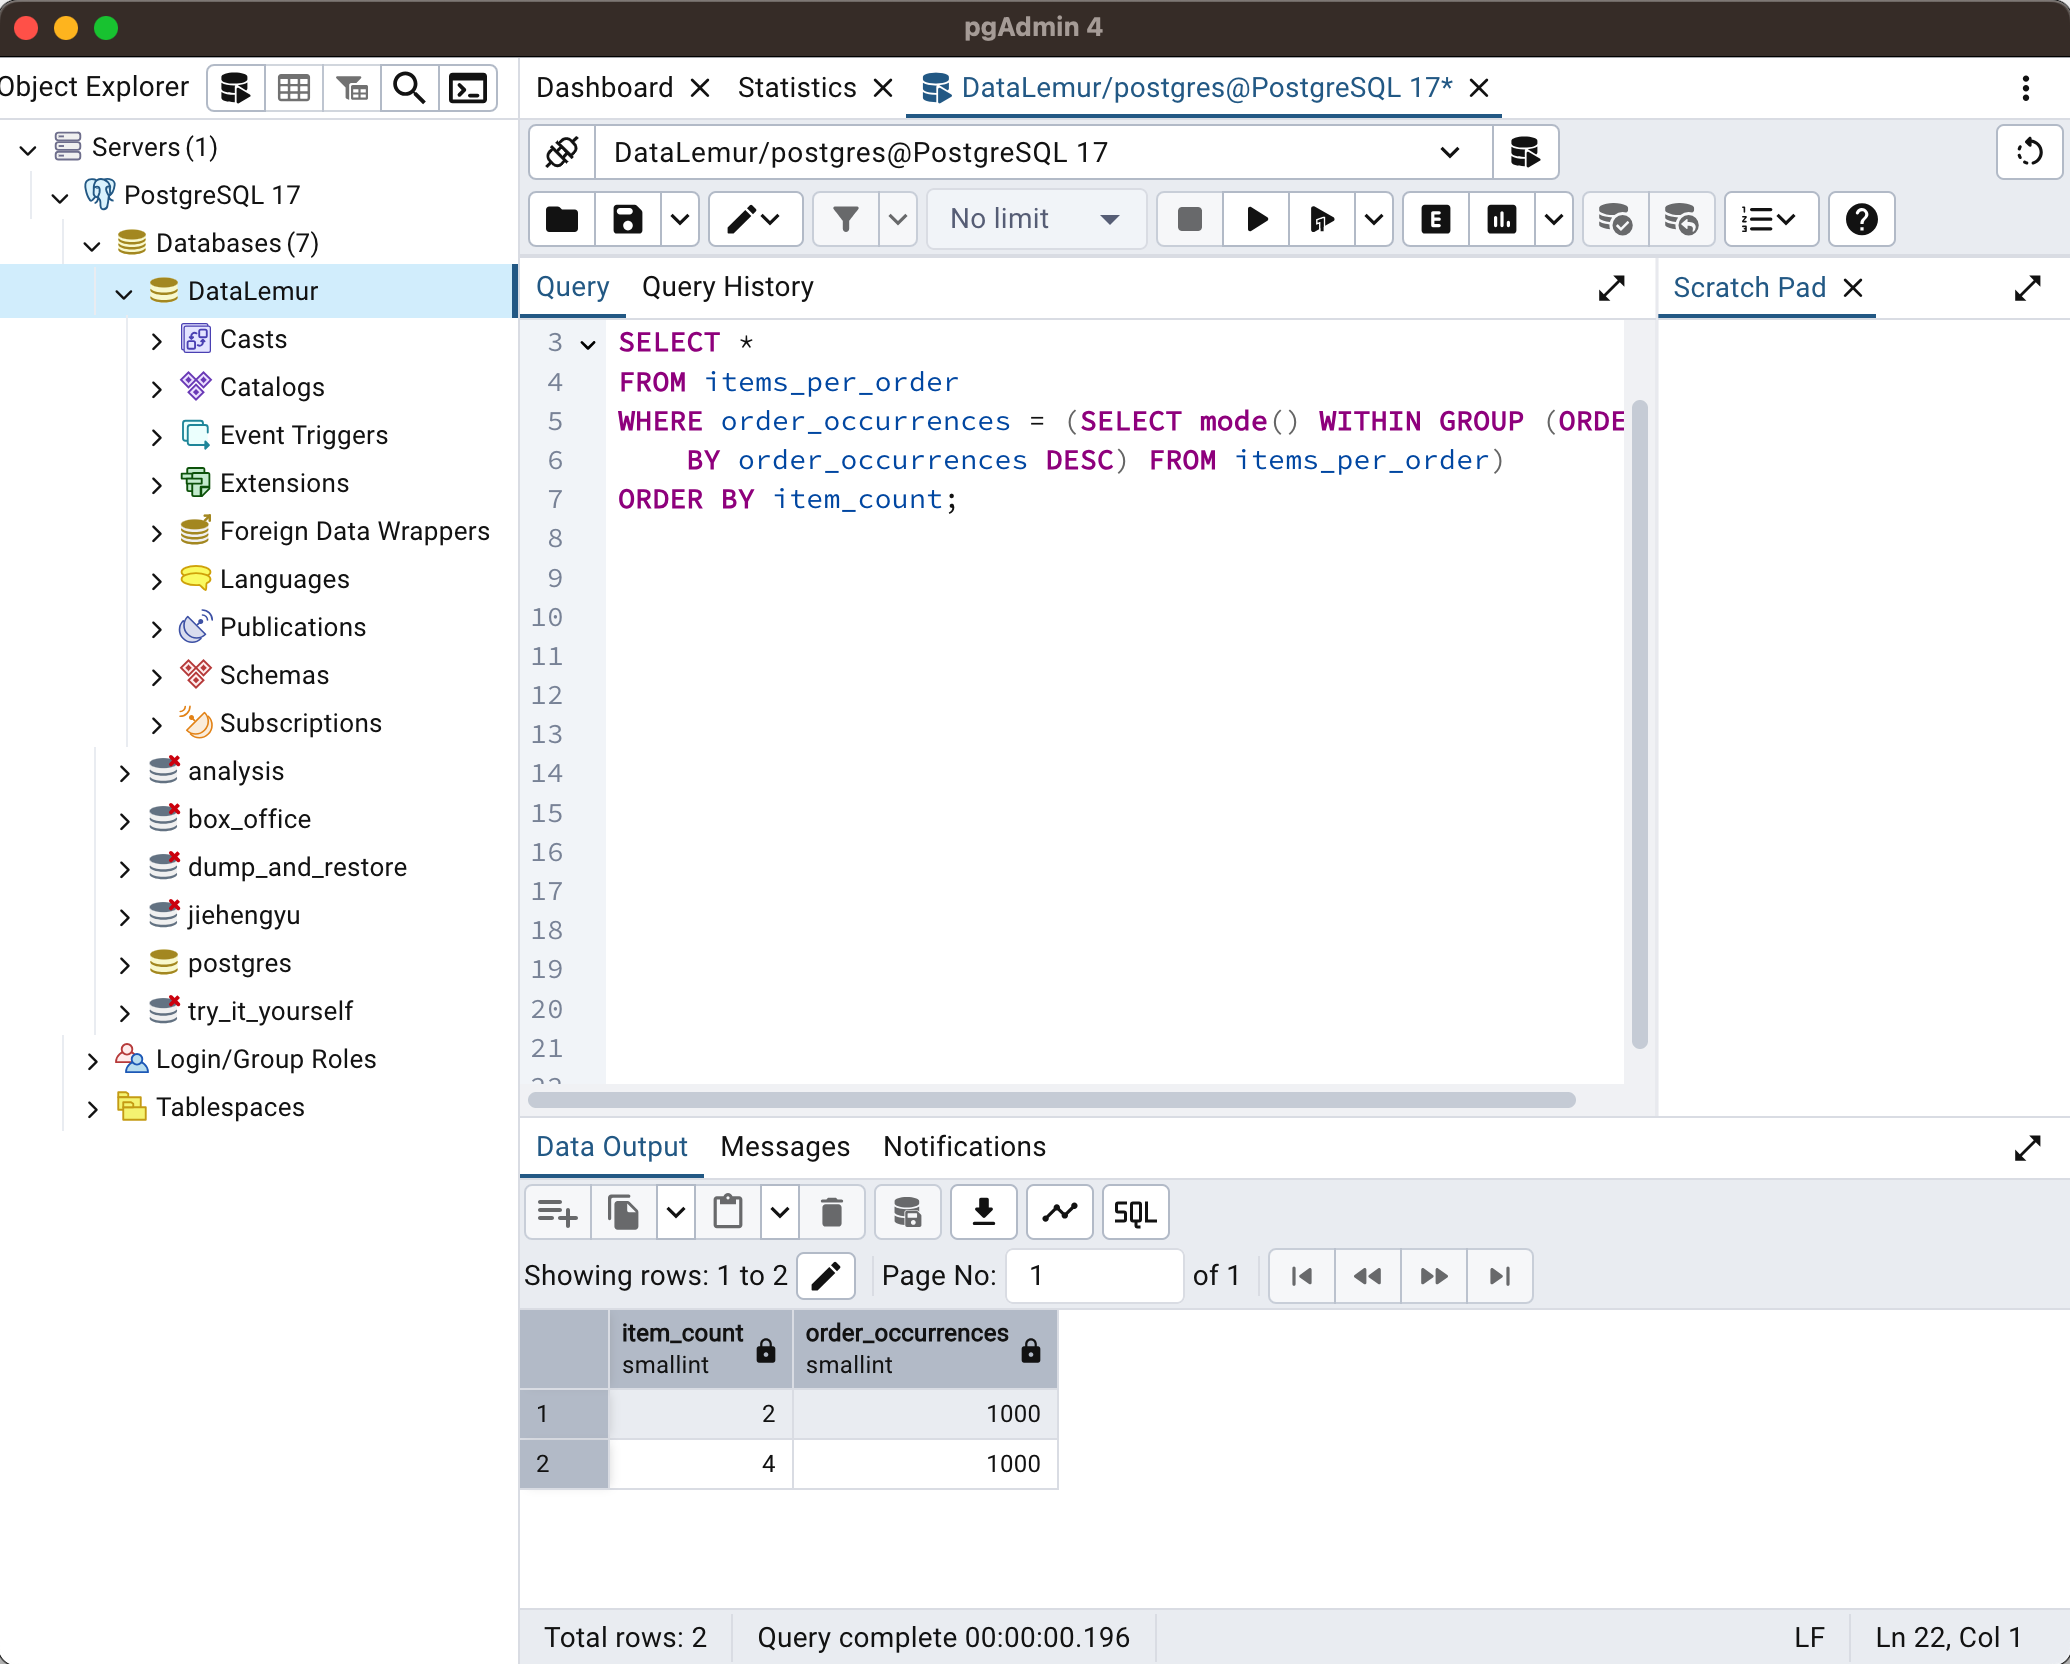 pgAdmin 4
Object Explorer
Dashboard
Statistics
DataLemur/postgres@PostgreSQL 17*
Servers (1)
PostgreSQL 17
Databases (7)
DataLemur
Casts
Catalogs
Event Triggers
Extensions
Foreign Data Wrappers
Languages
Publications
Schemas
Subscriptions
analysis
box_office
dump_and_restore
jiehengyu
postgres
try_it_yourself
Login/Group Roles
Tablespaces
DataLemur/postgres@PostgreSQL 17
No limit
E
Query
Query History
Scratch Pad
3 SELECT *
4 FROM items_per_order
5 WHERE order_occurrences = (SELECT mode() WITHIN GROUP (ORDE
6 BY order_occurrences DESC) FROM items_per_order)
7 ORDER BY item_count;
8
9
10
11
12
13
14
15
16
17
18
19
20
21
Data Output
Messages
Notifications
SQL
Showing rows: 1 to 2
Page No: 1 of 1
item_count order_occurrences
smallint smallint
1 2 1000
2 4 1000
Total rows: 2
Query complete 00:00:00.196
LF
Ln 22, Col 1